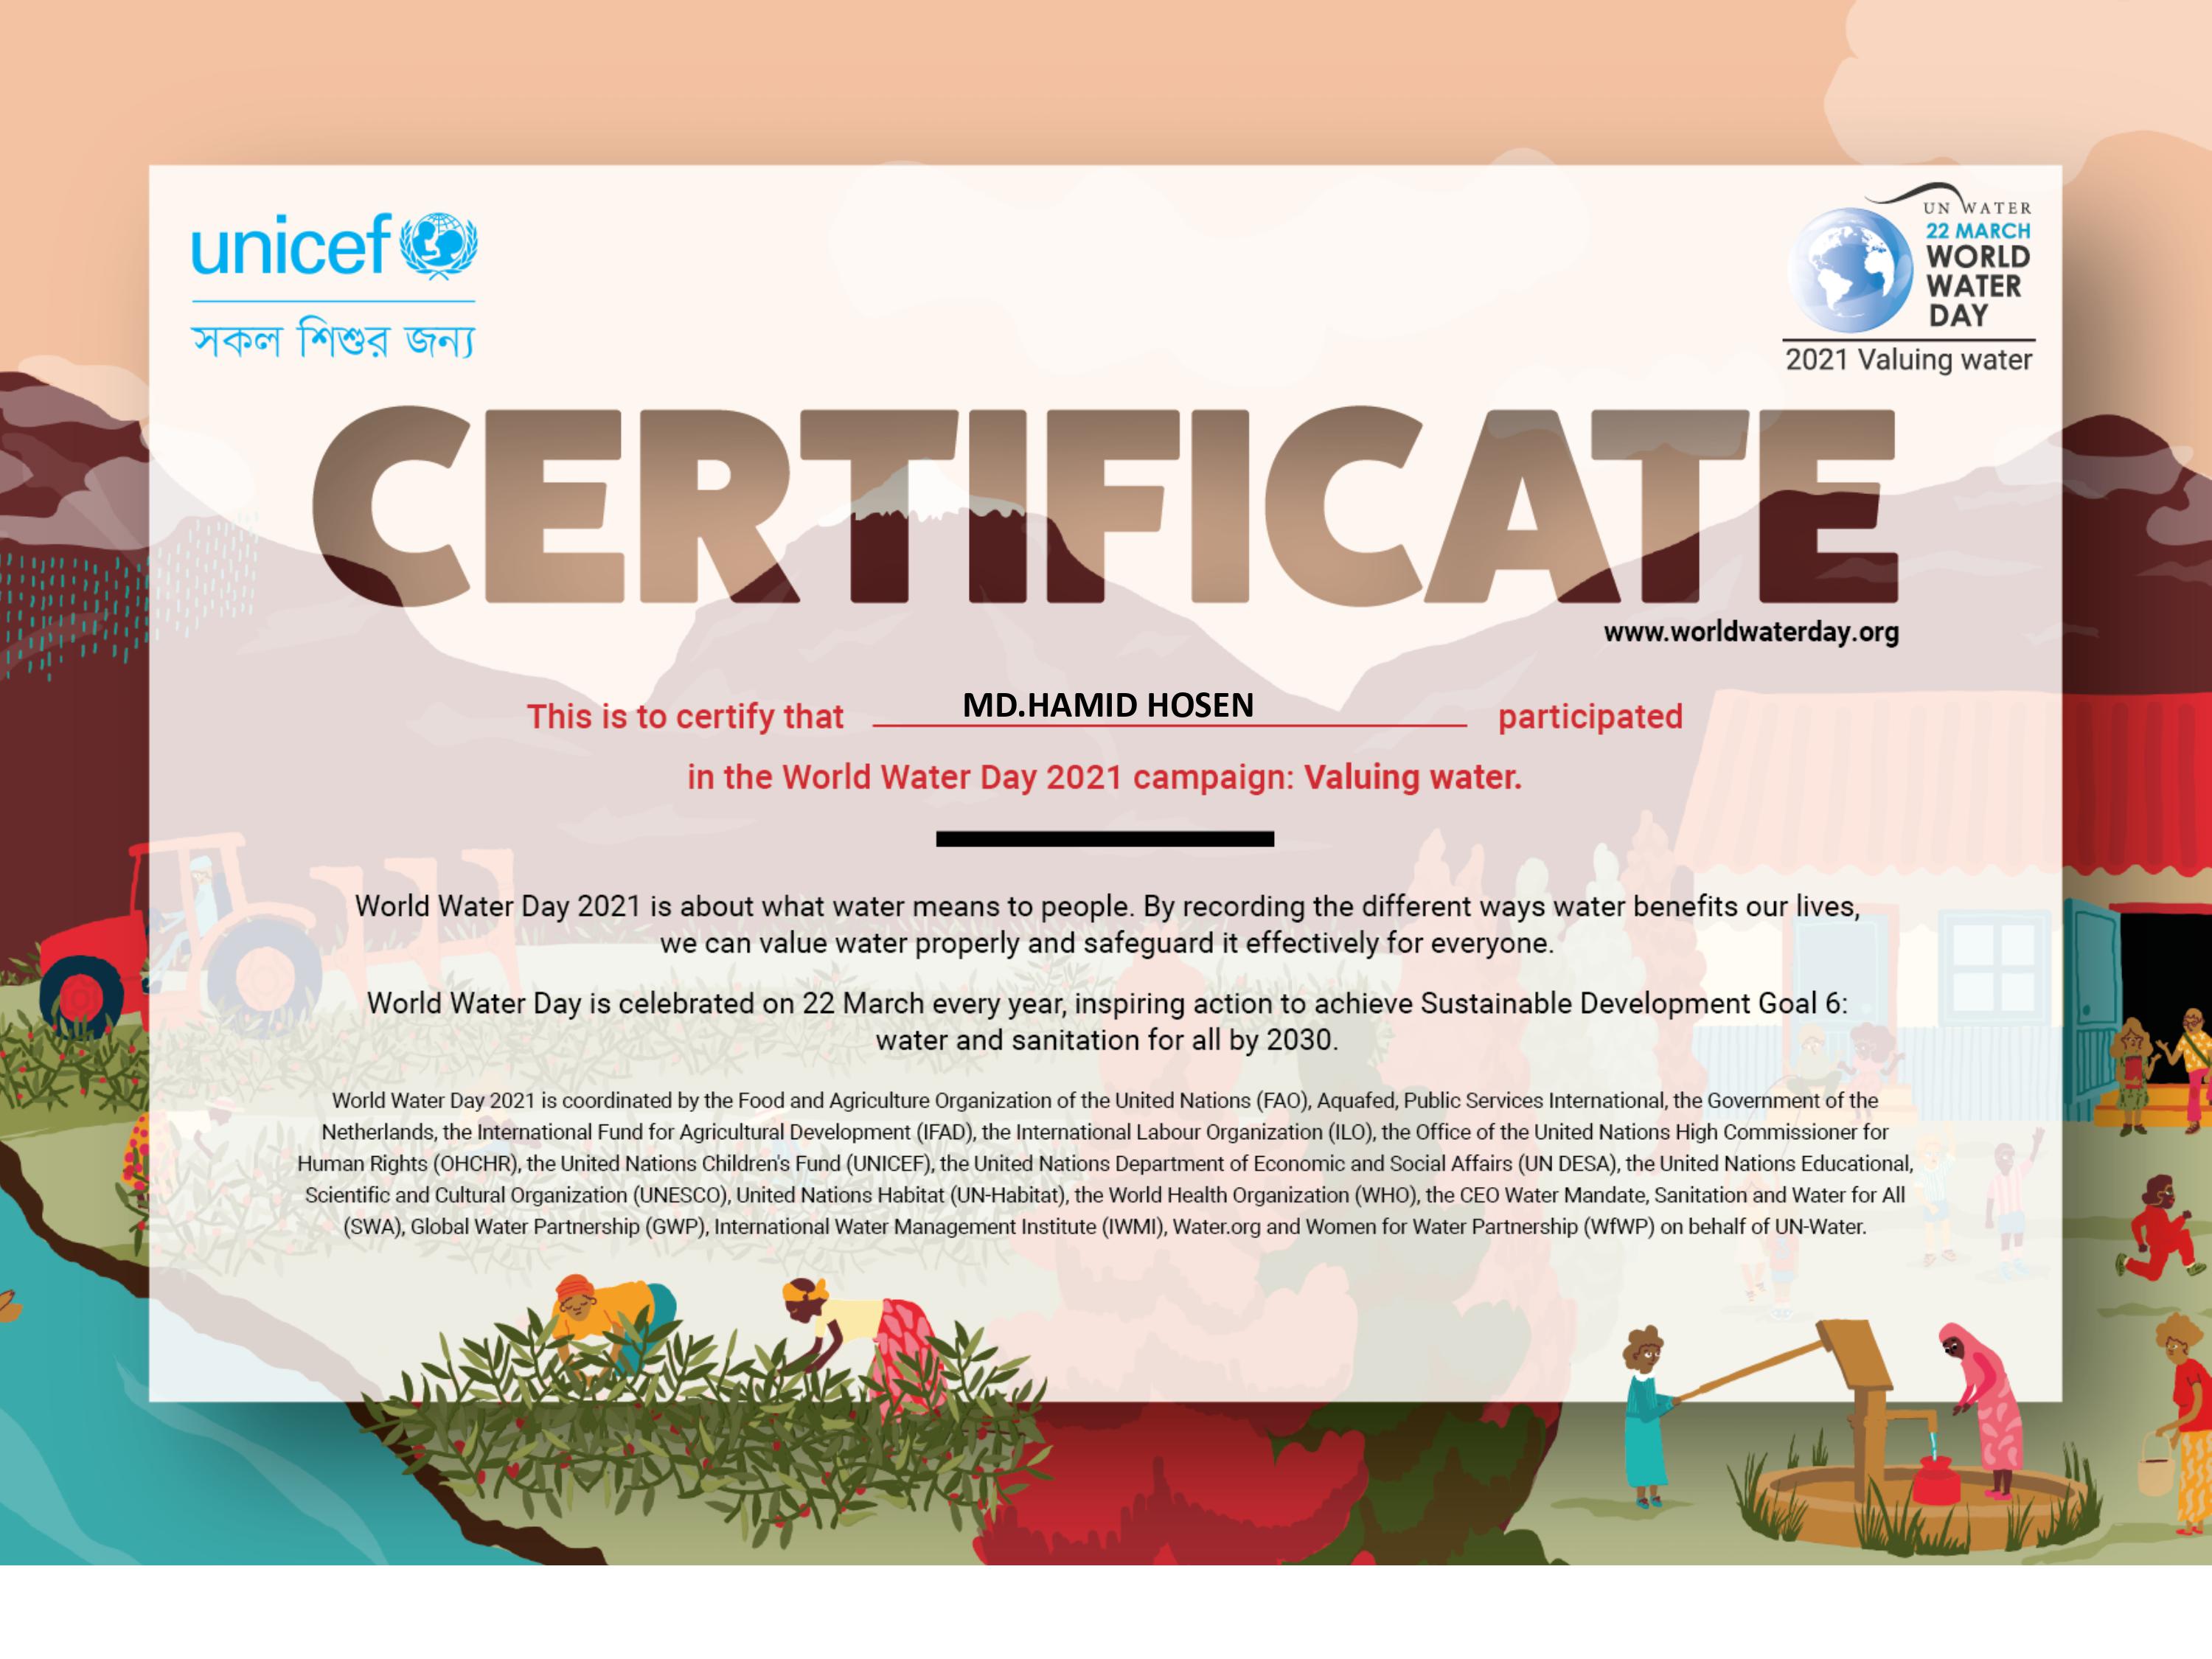 unicef
সকল শিশুর জন্য
UN WATER
22 MARCH
WORLD
WATER
DAY
2021 Valuing water
CERTIFICATE
www.worldwaterday.org
This is to certify that MD.HAMID HOSEN participated
in the World Water Day 2021 campaign: Valuing water.
World Water Day 2021 is about what water means to people. By recording the different ways water benefits our lives,
we can value water properly and safeguard it effectively for everyone.
World Water Day is celebrated on 22 March every year, inspiring action to achieve Sustainable Development Goal 6:
water and sanitation for all by 2030.
World Water Day 2021 is coordinated by the Food and Agriculture Organization of the United Nations (FAO), Aquafed, Public Services International, the Government of the
Netherlands, the International Fund for Agricultural Development (IFAD), the International Labour Organization (ILO), the Office of the United Nations High Commissioner for
Human Rights (OHCHR), the United Nations Children's Fund (UNICEF), the United Nations Department of Economic and Social Affairs (UN DESA), the United Nations Educational,
Scientific and Cultural Organization (UNESCO), United Nations Habitat (UN-Habitat), the World Health Organization (WHO), the CEO Water Mandate, Sanitation and Water for All
(SWA), Global Water Partnership (GWP), International Water Management Institute (IWMI), Water.org and Women for Water Partnership (WfWP) on behalf of UN-Water.